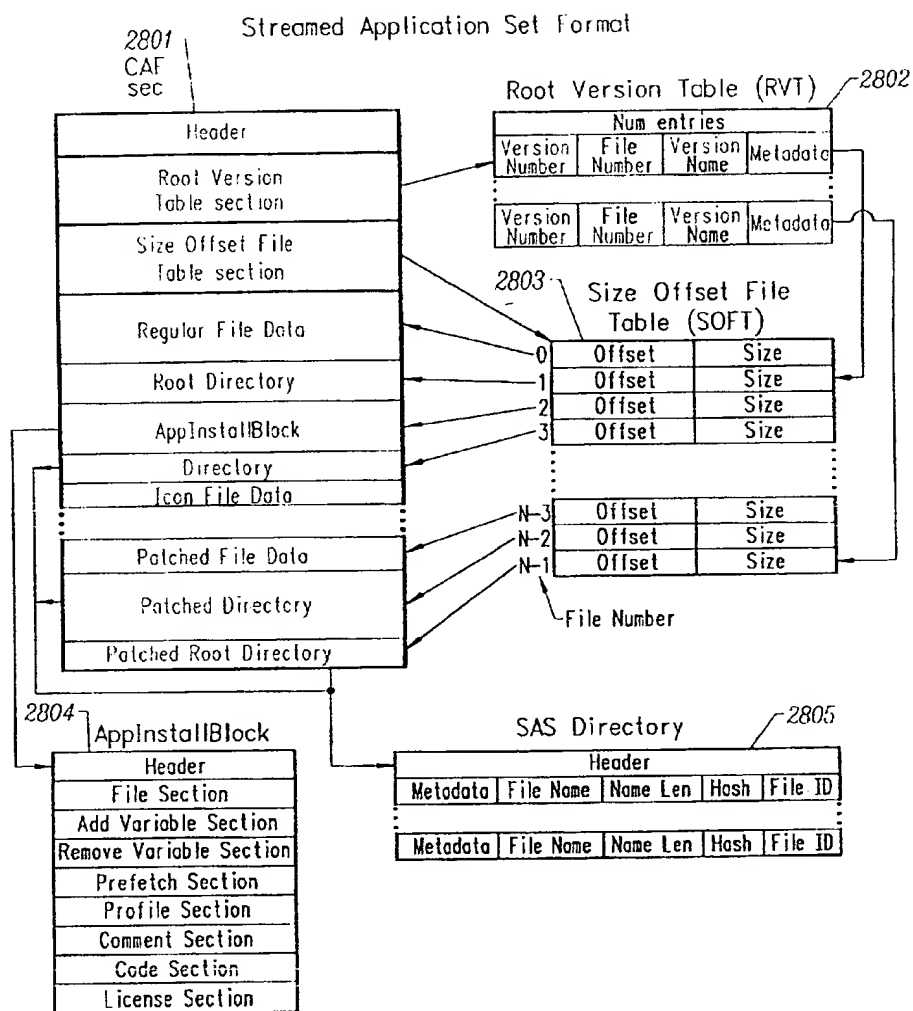 Streamed Application Set Format
2801
CAF
sec
Header
Root Version
Table section
Size Offset File
Table section
Regular File Data
Root Directory
AppInstallBlock
Directory
Icon File Data
Patched File Data
Patched Directory
Patched Root Directory
Root Version Table (RVT)
2802
Num entries
Version Number File Number Version Name Metadata
Version Number File Number Version Name Metadata
2803
Size Offset File
Table (SOFT)
0 Offset Size
1 Offset Size
2 Offset Size
3 Offset Size
N-3 Offset Size
N-2 Offset Size
N-1 Offset Size
File Number
2804
AppInstallBlock
Header
File Section
Add Variable Section
Remove Variable Section
Prefetch Section
Profile Section
Comment Section
Code Section
License Section
SAS Directory
2805
Header
Metadata File Name Name Len Hash File ID
Metadata File Name Name Len Hash File ID